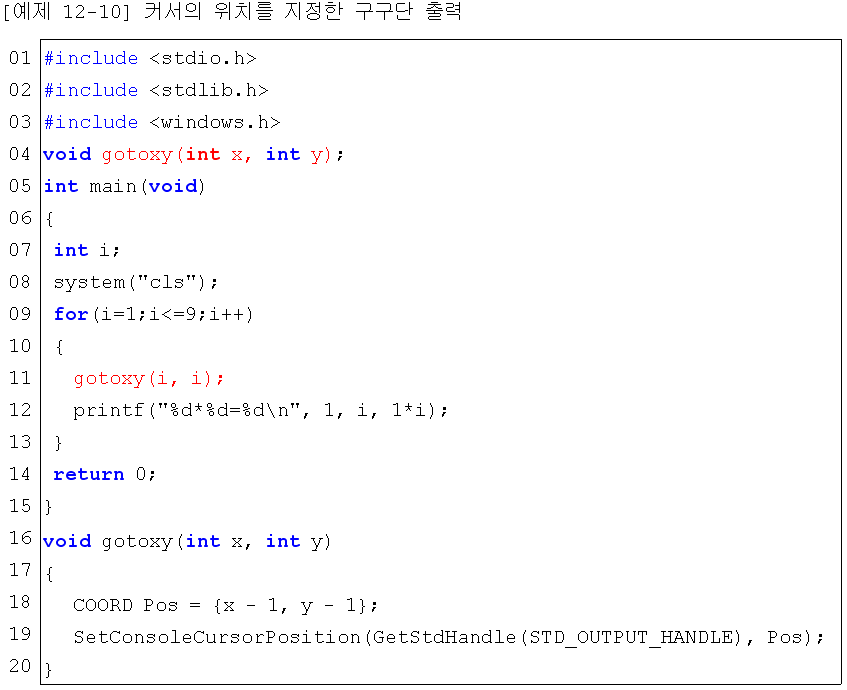 [예제 12-10] 커서의 위치를 지정한 구구단 출력
01 #include <stdio.h>
02 #include <stdlib.h>
03 #include <windows.h>
04 void gotoxy(int x, int y);
05 int main(void)
06 {
07 int i;
08 system("cls");
09 for(i=1;i<=9;i++)
10 {
11 gotoxy(i, i);
12 printf("%d*%d=%d\n", 1, i, 1*i);
13 }
14 return 0;
15 }
16 void gotoxy(int x, int y)
17 {
18 COORD Pos = {x - 1, y - 1};
19 SetConsoleCursorPosition(GetStdHandle(STD_OUTPUT_HANDLE), Pos);
20 }